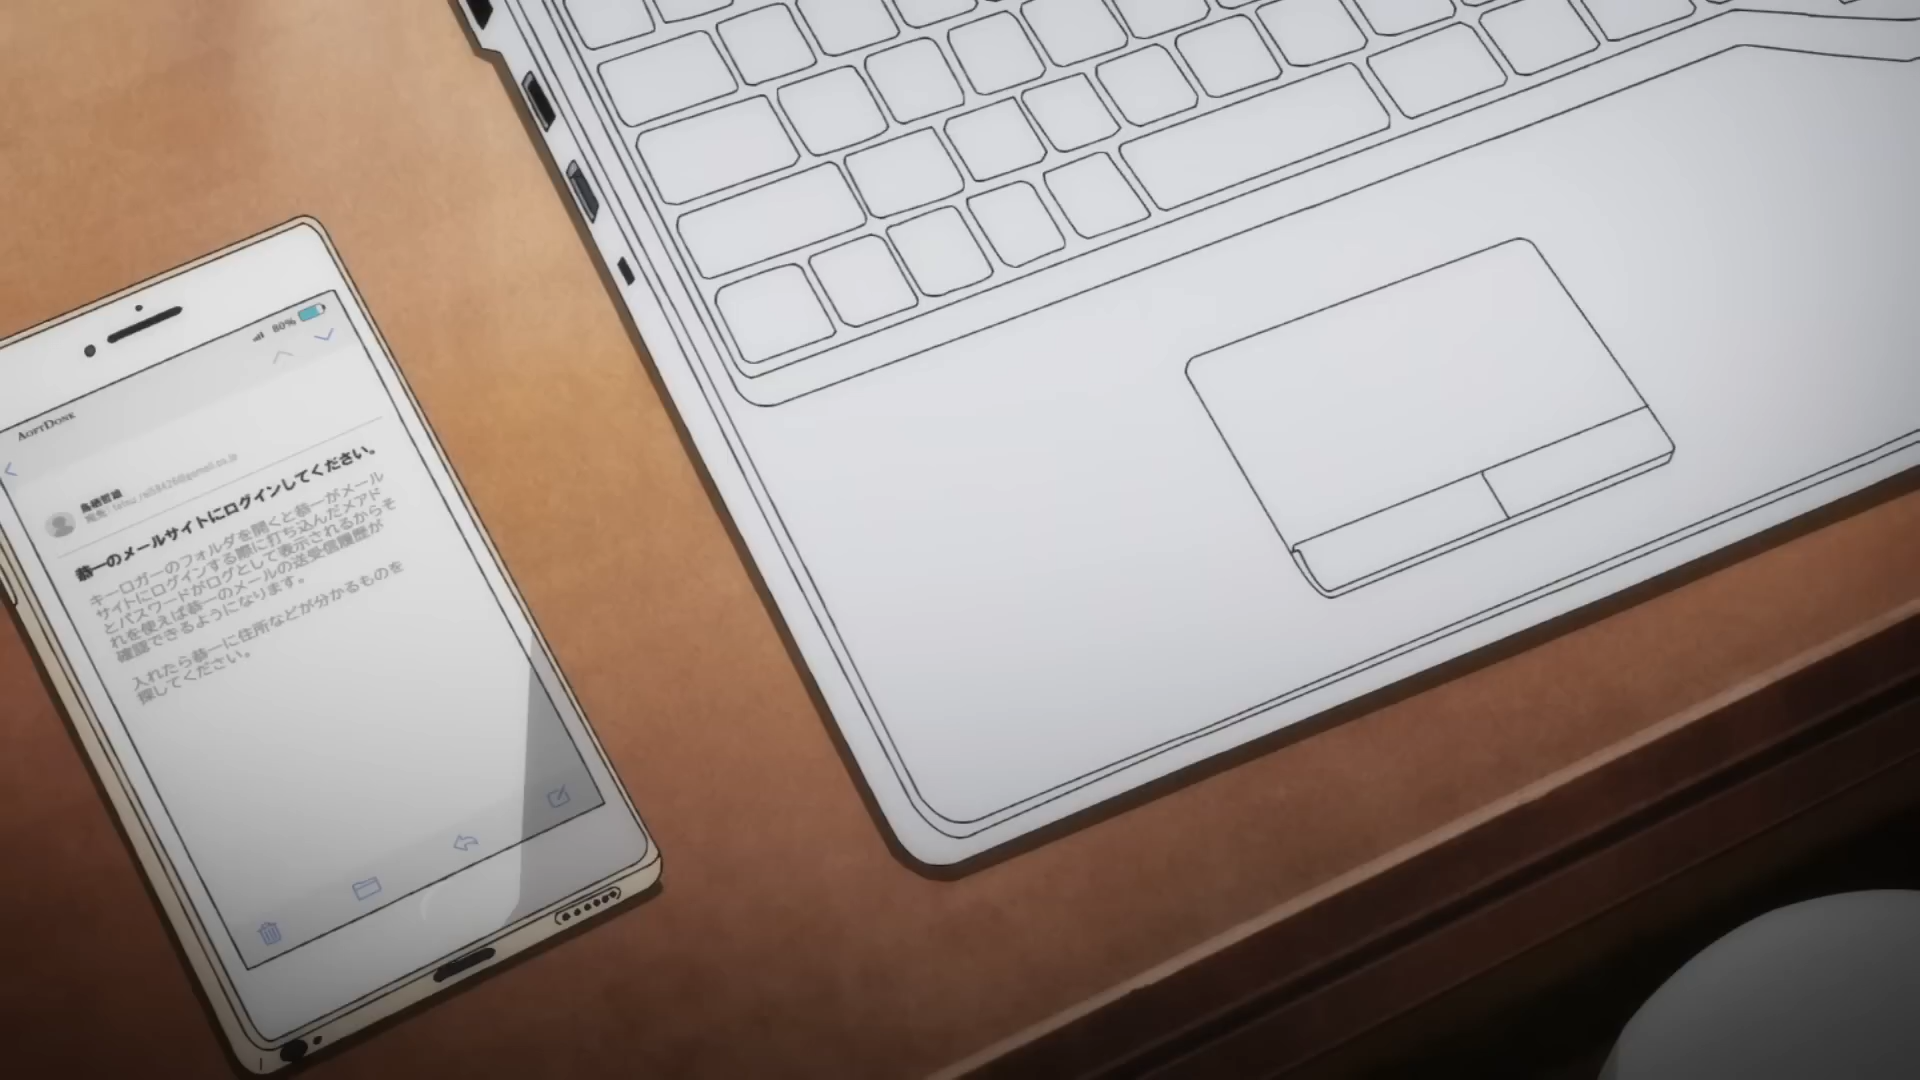 80%
AGFTDONK
鳥栖哲雄
恭一のメールサイトにログインしてください。
キーロガーのフォルダを開くと恭一がメール
サイトにログインする際に打ち込んだメアド
とパスワードがログとして表示されるからそ
れを使えば恭一のメールの送受信履歴が
確認できるようになります。
入れたら恭一に住所などが分かるものを
探してください。